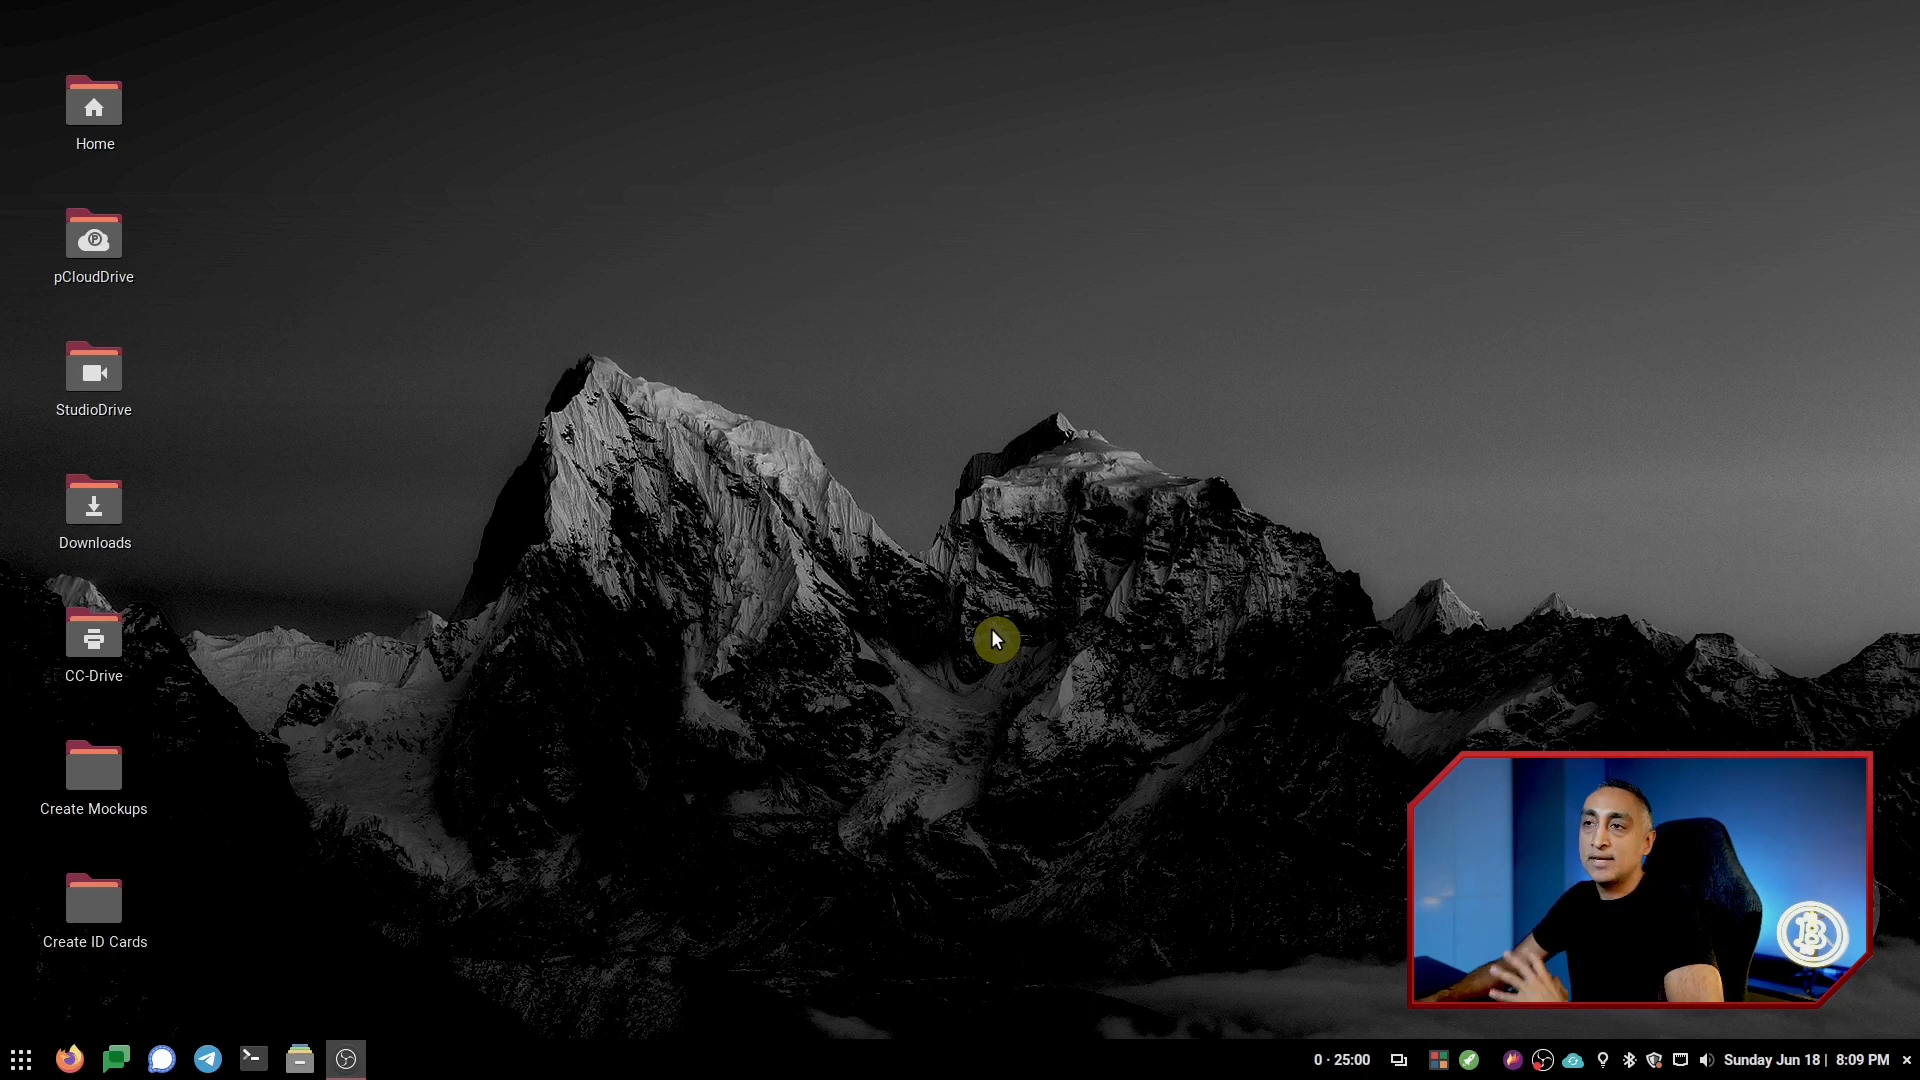 Home
pCloudDrive
StudioDrive
Downloads
CC-Drive
Create Mockups
Create ID Cards
0 · 25:00
Sunday Jun 18 | 8:09 PM